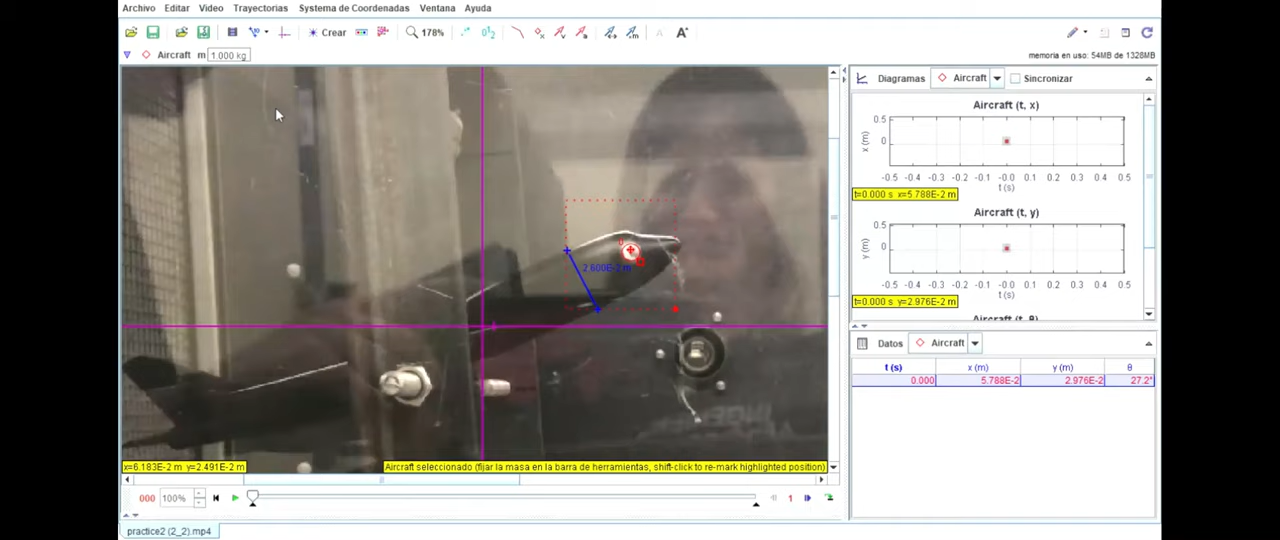 Archivo Editar Video Trayectorias Sistema de Coordenadas Ventana Ayuda
Crear 178%
Aircraft m 1.000 kg
memoria en uso: 54MB de 1328MB
Diagramas Aircraft Sincronizar
Aircraft (t, x)
0.5
0
x (m)
-0.5 -0.4 -0.3 -0.2 -0.1 0.0 0.1 0.2 0.3 0.4 0.5
t (s)
t=0.000 s x=5.788E-2 m
Aircraft (t, y)
0.5
0
y (m)
-0.5 -0.4 -0.3 -0.2 -0.1 0.0 0.1 0.2 0.3 0.4 0.5
t (s)
t=0.000 s y=2.976E-2 m
Aircraft (t, θ)
Datos Aircraft
t (s) x (m) y (m) θ
0.000 5.788E-2 2.976E-2 27.2°
2.600E-2 m
x=6.183E-2 m y=2.491E-2 m
Aircraft seleccionado (fijar la masa en la barra de herramientas, shift-click to re-mark highlighted position)
000 100% 1
practice2 (2_2).mp4